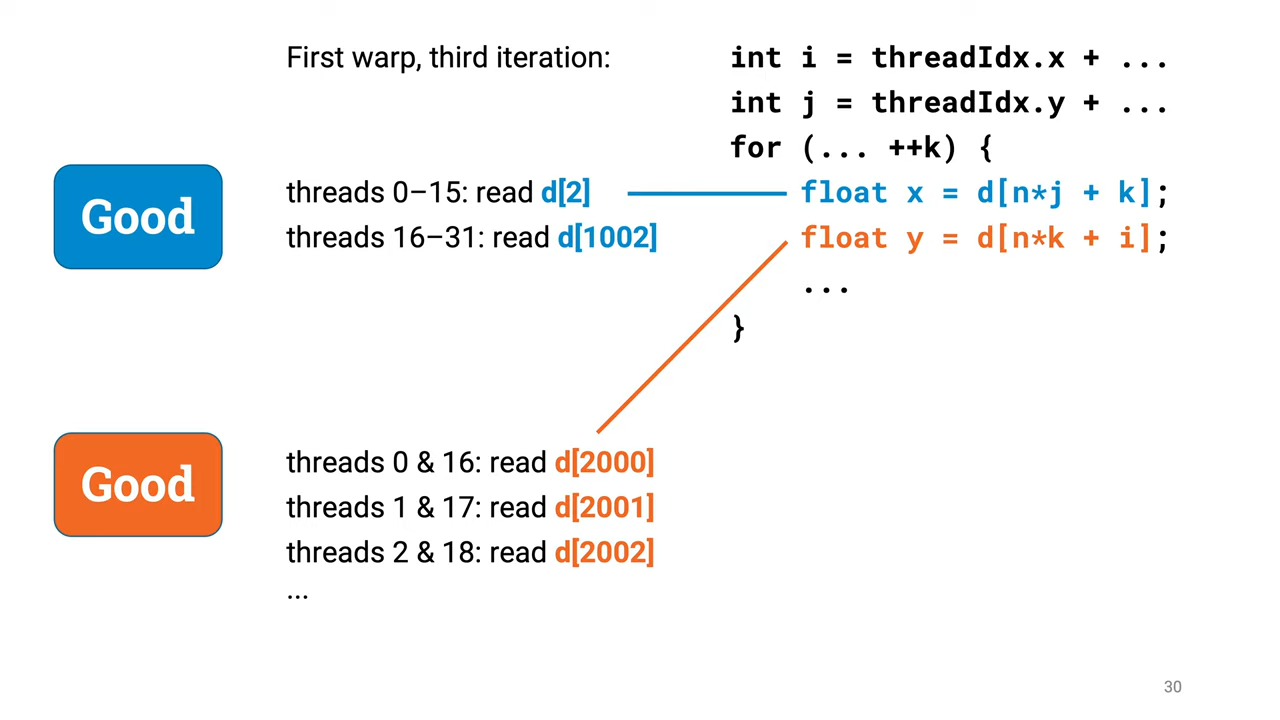 First warp, third iteration:
int i = threadIdx.x + ...
int j = threadIdx.y + ...
for (... ++k) {
Good
threads 0–15: read d[2]
float x = d[n*j + k];
threads 16–31: read d[1002]
float y = d[n*k + i];
...
}
Good
threads 0 & 16: read d[2000]
threads 1 & 17: read d[2001]
threads 2 & 18: read d[2002]
...
30